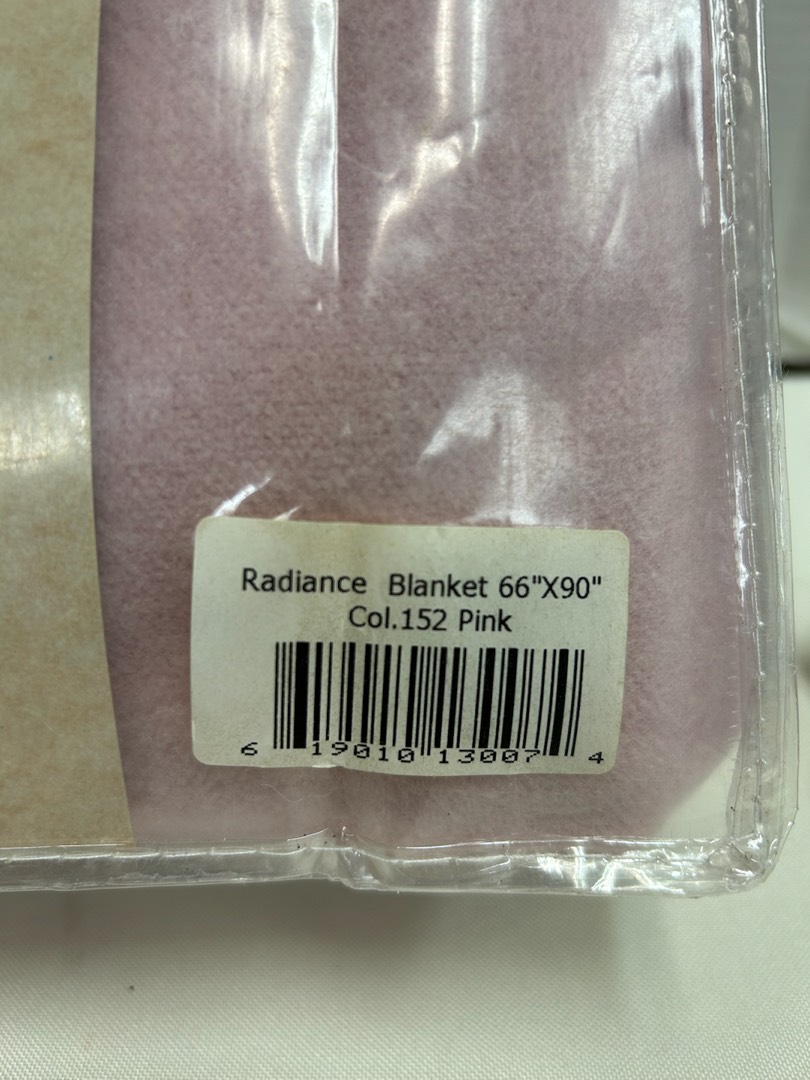 Radiance Blanket 66"X90"
Col.152 Pink
6 19010 13007 4